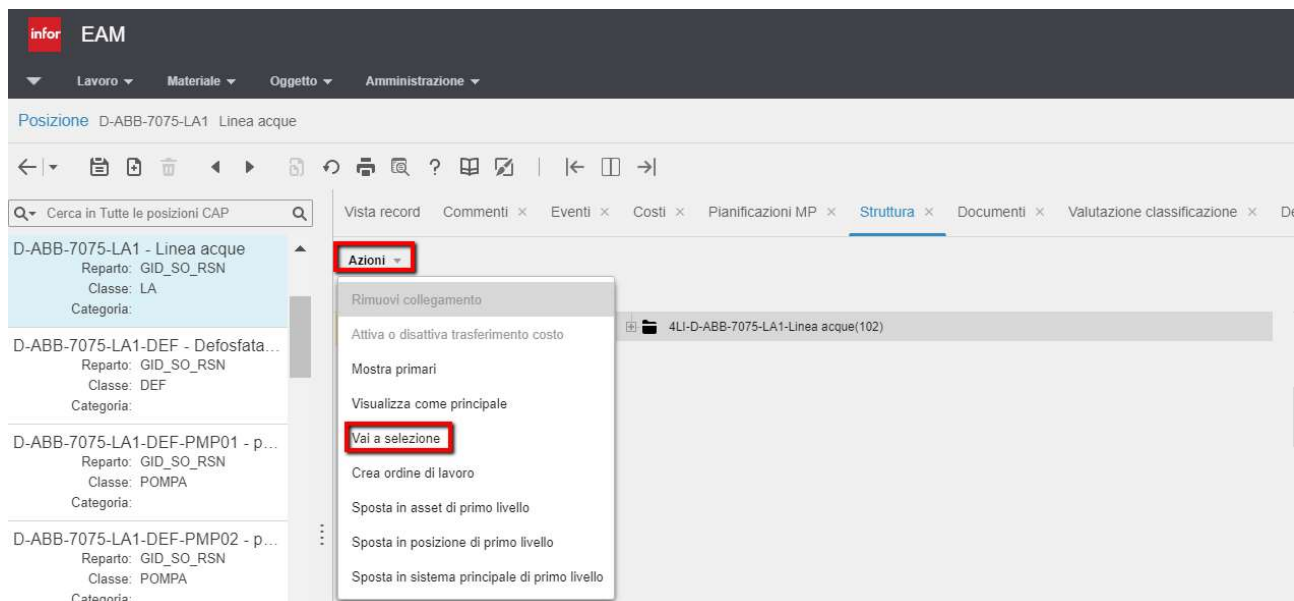 infor EAM
Lavoro Materiale Oggetto Amministrazione
Posizione D-ABB-7075-LA1 Linea acque
Cerca in Tutte le posizioni CAP
Vista record Commenti × Eventi × Costi × Pianificazioni MP × Struttura × Documenti × Valutazione classificazione × De
D-ABB-7075-LA1 - Linea acque
Reparto: GID_SO_RSN
Classe: LA
Categoria:
D-ABB-7075-LA1-DEF - Defosfata...
Reparto: GID_SO_RSN
Classe: DEF
Categoria:
D-ABB-7075-LA1-DEF-PMP01 - p...
Reparto: GID_SO_RSN
Classe: POMPA
Categoria:
D-ABB-7075-LA1-DEF-PMP02 - p...
Reparto: GID_SO_RSN
Classe: POMPA
Categoria:
Azioni
Rimuovi collegamento
Attiva o disattiva trasferimento costo
Mostra primari
Visualizza come principale
Vai a selezione
Crea ordine di lavoro
Sposta in asset di primo livello
Sposta in posizione di primo livello
Sposta in sistema principale di primo livello
4LI-D-ABB-7075-LA1-Linea acque(102)